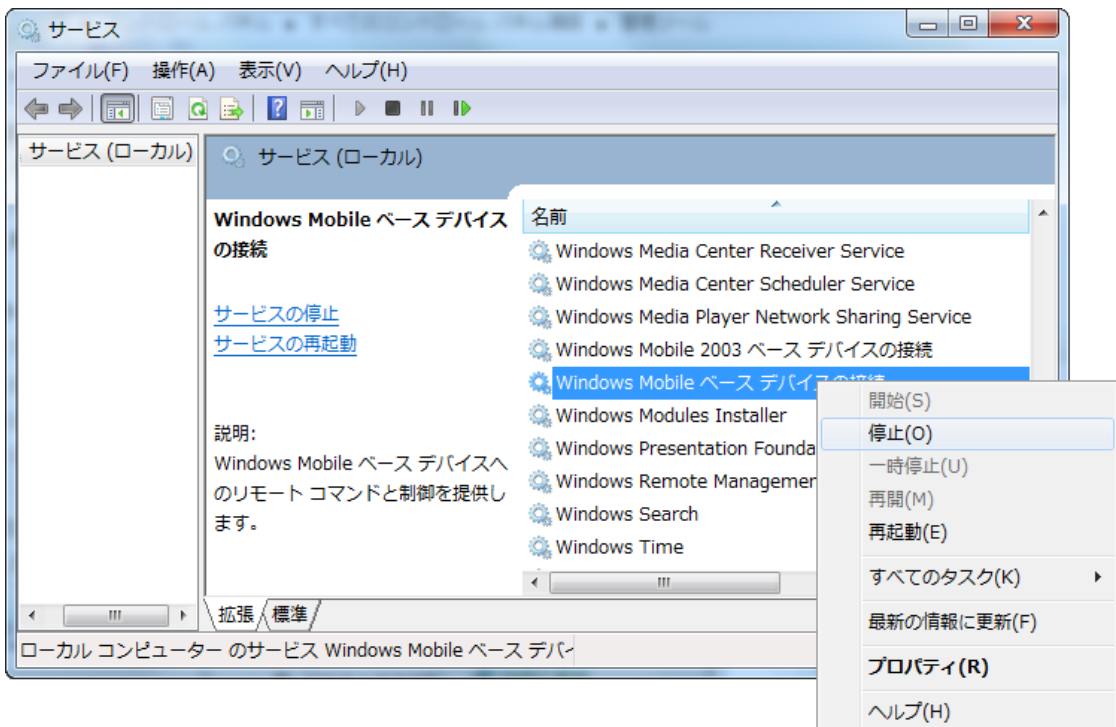 サービス
ファイル(F) 操作(A) 表示(V) ヘルプ(H)
サービス (ローカル)
サービス (ローカル)
Windows Mobile ベース デバイス
の接続
サービスの停止
サービスの再起動
説明:
Windows Mobile ベース デバイスへ
のリモート コマンドと制御を提供し
ます。
名前
Windows Media Center Receiver Service
Windows Media Center Scheduler Service
Windows Media Player Network Sharing Service
Windows Mobile 2003 ベース デバイスの接続
Windows Mobile ベース デバイスの接続
Windows Modules Installer
Windows Presentation Founda
Windows Remote Managemen
Windows Search
Windows Time
開始(S)
停止(O)
一時停止(U)
再開(M)
再起動(E)
すべてのタスク(K)
最新の情報に更新(F)
プロパティ(R)
ヘルプ(H)
拡張 標準
ローカル コンピューター のサービス Windows Mobile ベース デバイ